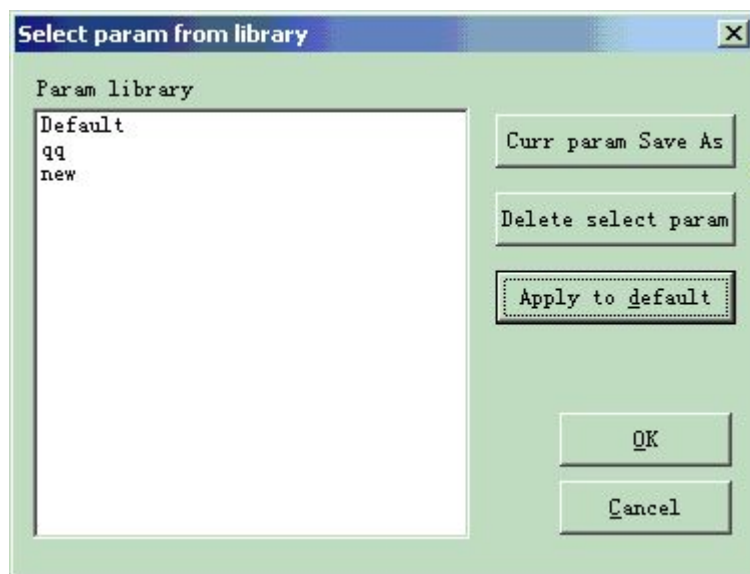 Select param from library
Param library
Default
qq
new
Curr param Save As
Delete select param
Apply to default
OK
Cancel